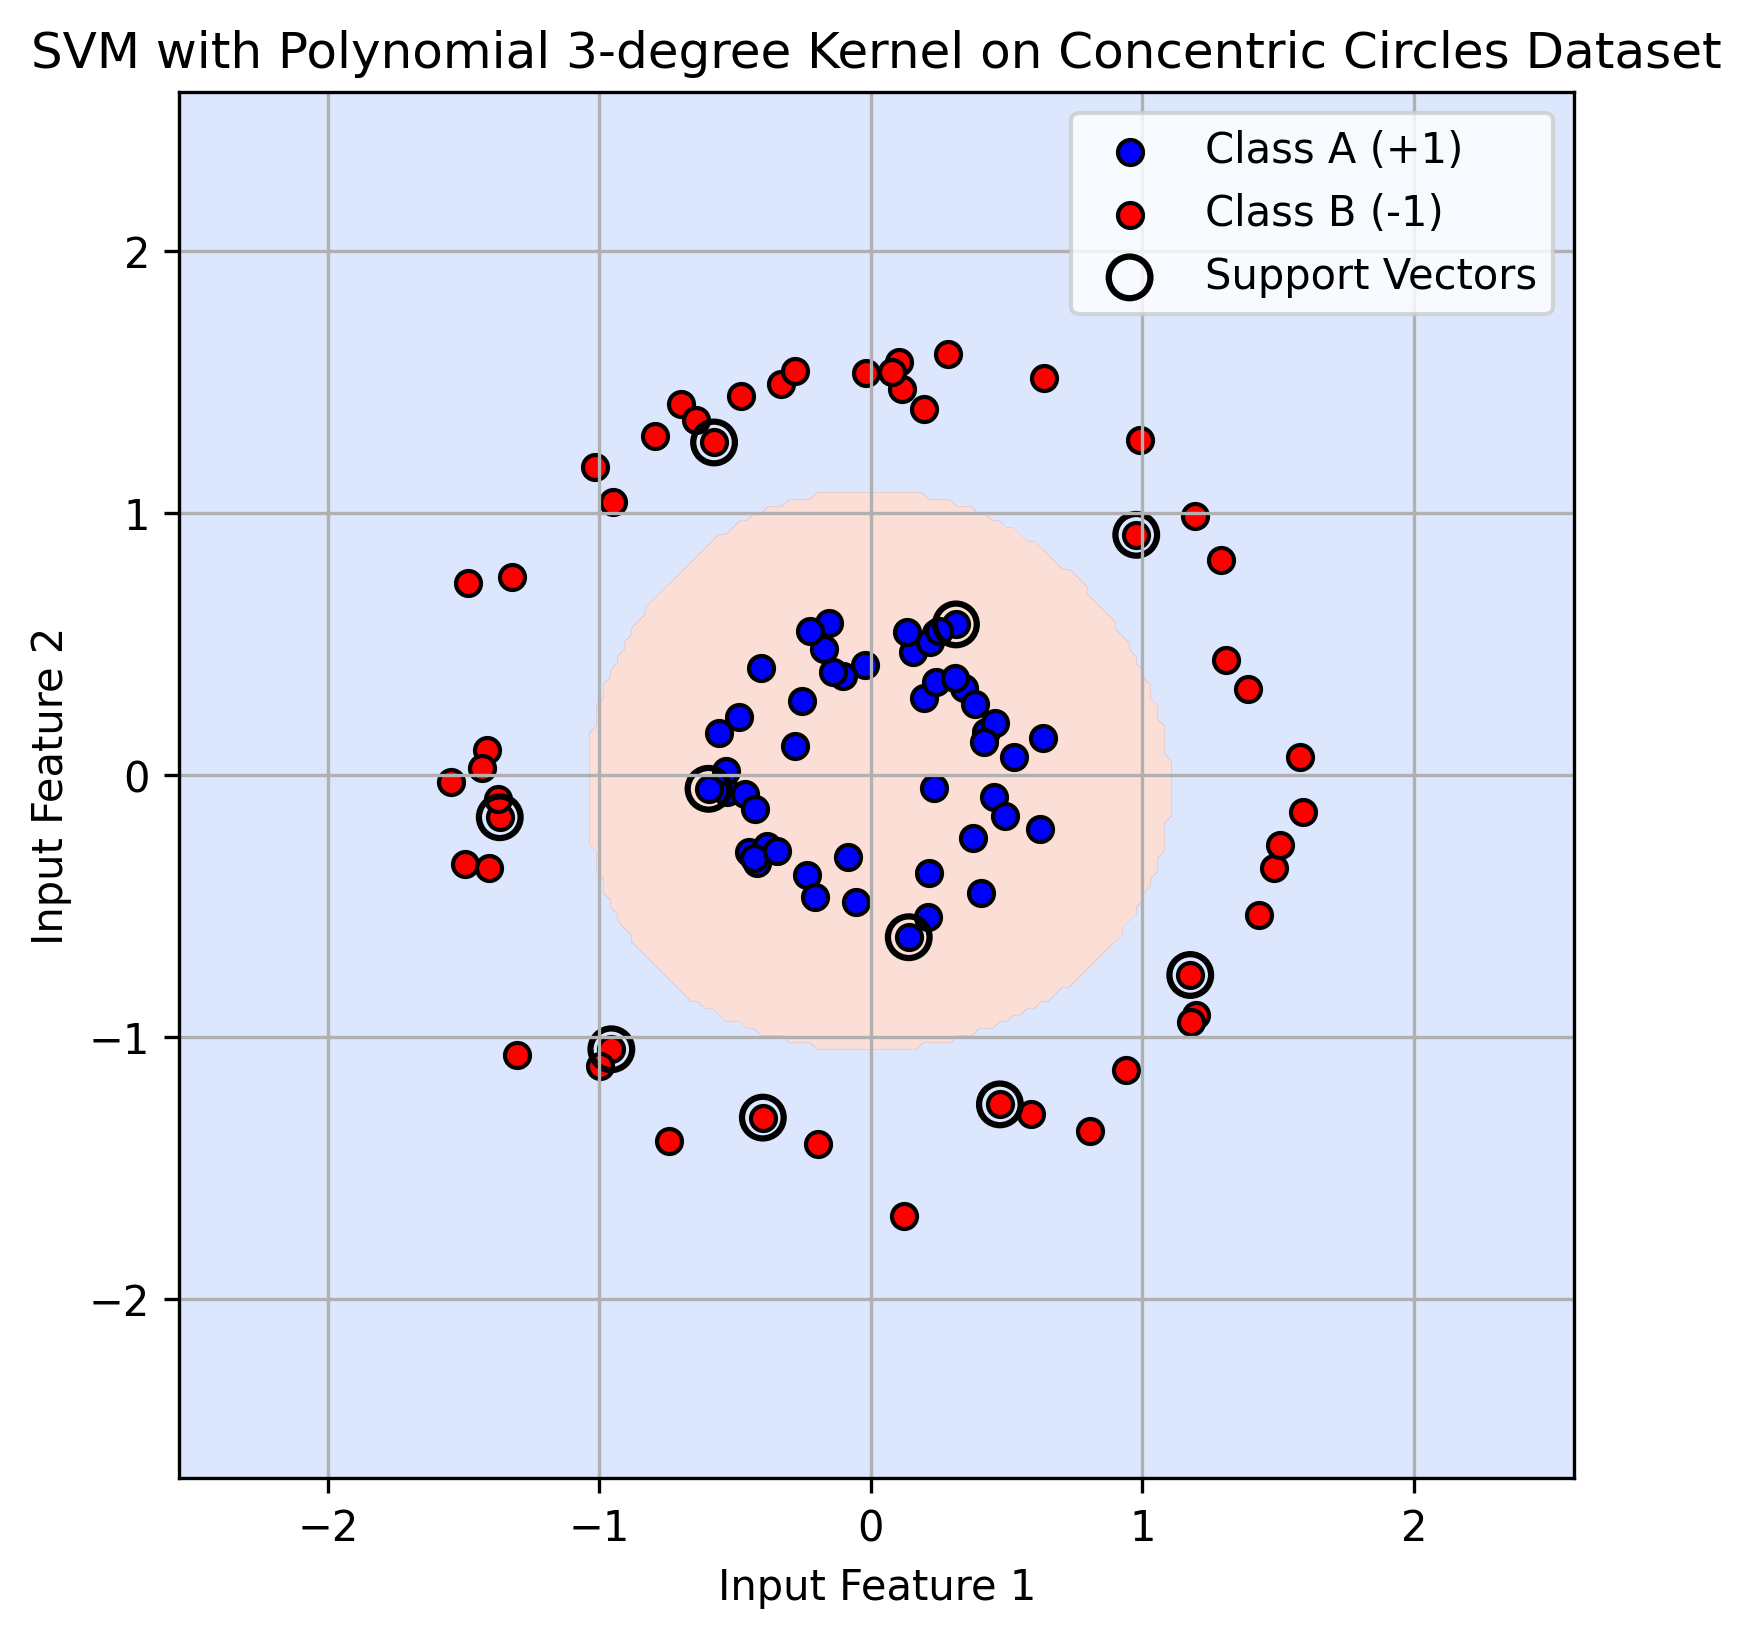 SVM with Polynomial 3-degree Kernel on Concentric Circles Dataset
Class A (+1)
Class B (-1)
Support Vectors
2
1
0
−1
−2
Input Feature 2
−2
−1
0
1
2
Input Feature 1